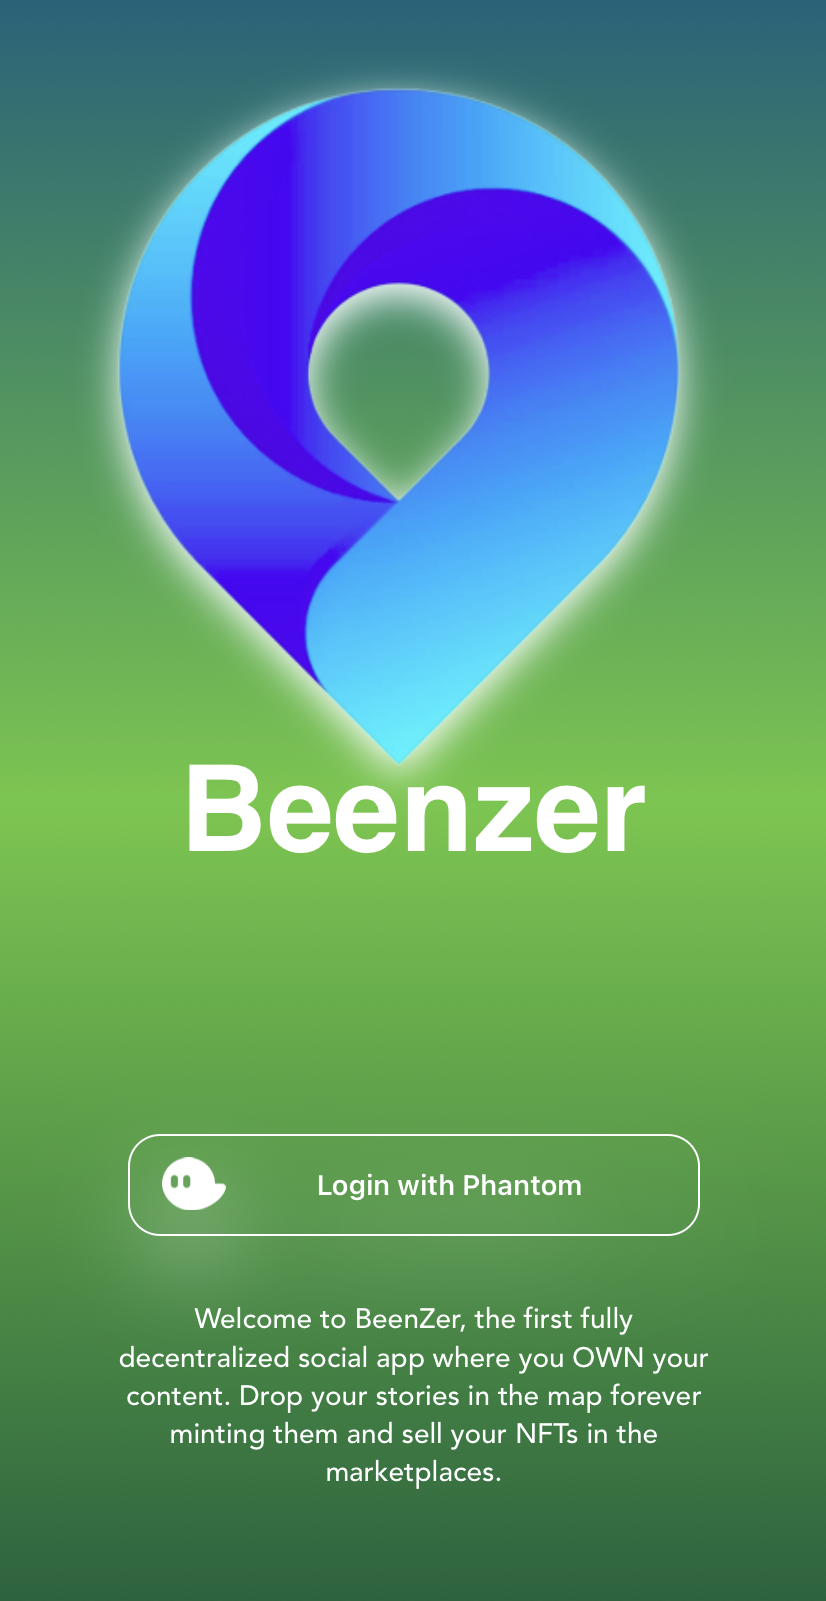 Beenzer
Login with Phantom
Welcome to BeenZer, the first fully
decentralized social app where you OWN your
content. Drop your stories in the map forever
minting them and sell your NFTs in the
marketplaces.